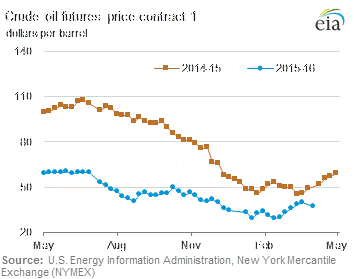 Crude oil futures price contract 1
dollars per barrel
eia
140
2014-15
2015-16
110
80
50
20
May
Aug
Nov
Feb
May
Source: U.S. Energy Information Administration, New York Mercantile
Exchange (NYMEX)